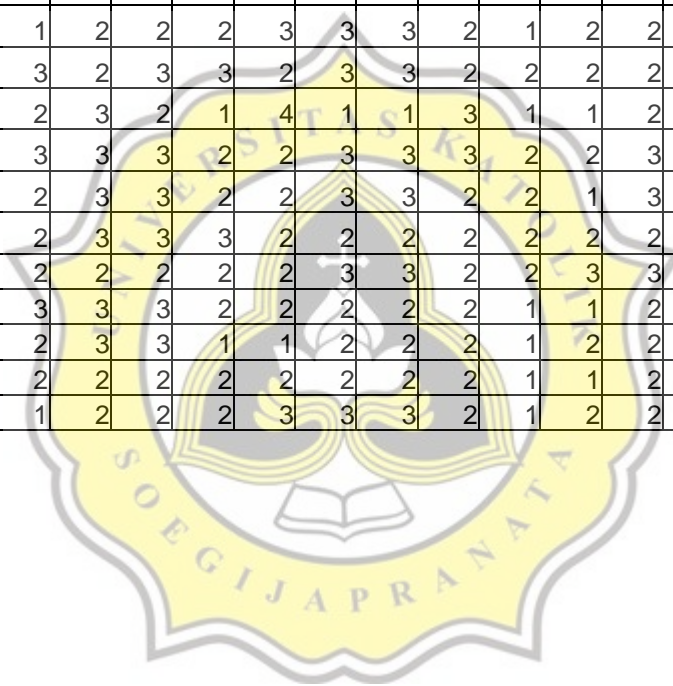 1 2 2 2 3 3 3 2 1 2 2
3 2 3 3 2 3 3 2 2 2 2
2 3 2 1 4 1 1 3 1 1 2
3 3 3 2 2 3 3 3 2 2 3
2 3 3 2 2 3 3 2 2 1 3
2 3 3 3 2 2 2 2 2 2 2
2 2 2 2 2 3 3 2 2 3 3
3 3 3 2 2 2 2 2 1 1 2
2 3 3 1 1 2 2 2 1 2 2
2 2 2 2 2 2 2 2 1 1 2
1 2 2 2 3 3 3 2 1 2 2
UNIVERSITAS KATOLIK
SOEGIJAPRANATA